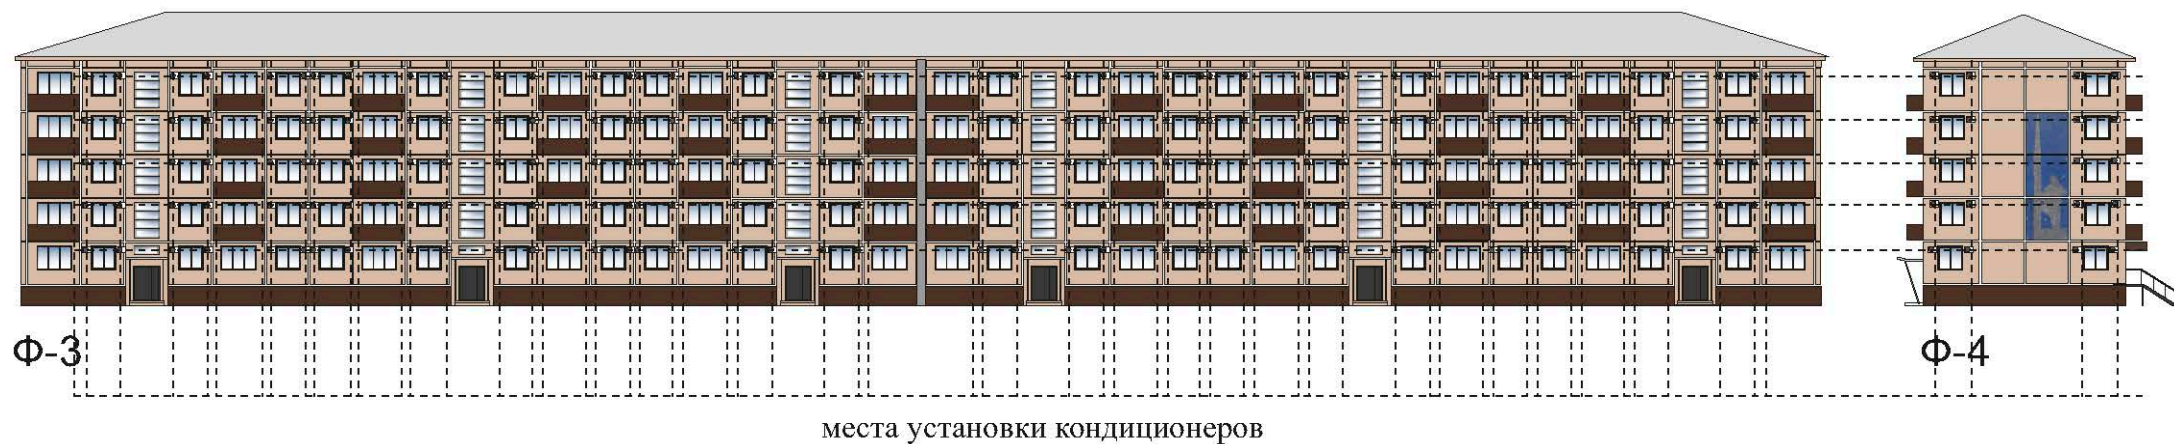 Ф-3
Ф-4
места установки кондиционеров